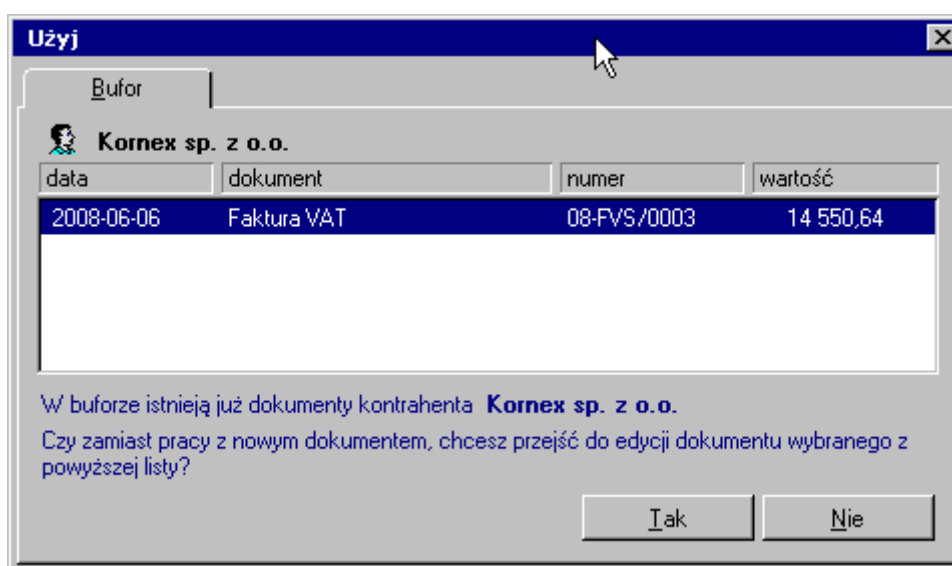 Użyj
Bufor
Kornex sp. z o.o.
data dokument numer wartość
2008-06-06 Faktura VAT 08-FVS/0003 14 550,64
W buforze istnieją już dokumenty kontrahenta Kornex sp. z o.o.
Czy zamiast pracy z nowym dokumentem, chcesz przejść do edycji dokumentu wybranego z
powyższej listy?
Tak Nie